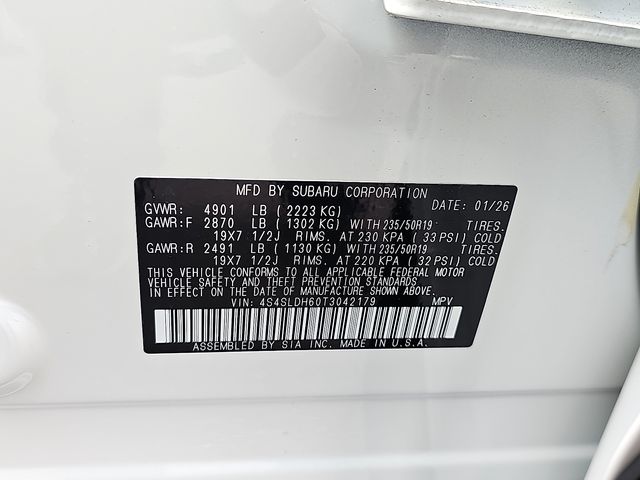 MFD BY SUBARU CORPORATION
DATE: 01/26
GVWR: 4901 LB ( 2223 KG)
GAWR:F 2870 LB ( 1302 KG) WITH 235/50R19 TIRES.
19X7 1/2J RIMS. AT 230 KPA ( 33 PSI) COLD
GAWR:R 2491 LB ( 1130 KG) WITH 235/50R19 TIRES.
19X7 1/2J RIMS. AT 220 KPA ( 32 PSI) COLD
THIS VEHICLE CONFORMS TO ALL APPLICABLE FEDERAL MOTOR
VEHICLE SAFETY AND THEFT PREVENTION STANDARDS
IN EFFECT ON THE DATE OF MANUFACTURE SHOWN ABOVE.
VIN: 4S4SLDH60T3042179 MPV
ASSEMBLED BY SIA INC. MADE IN U.S.A.